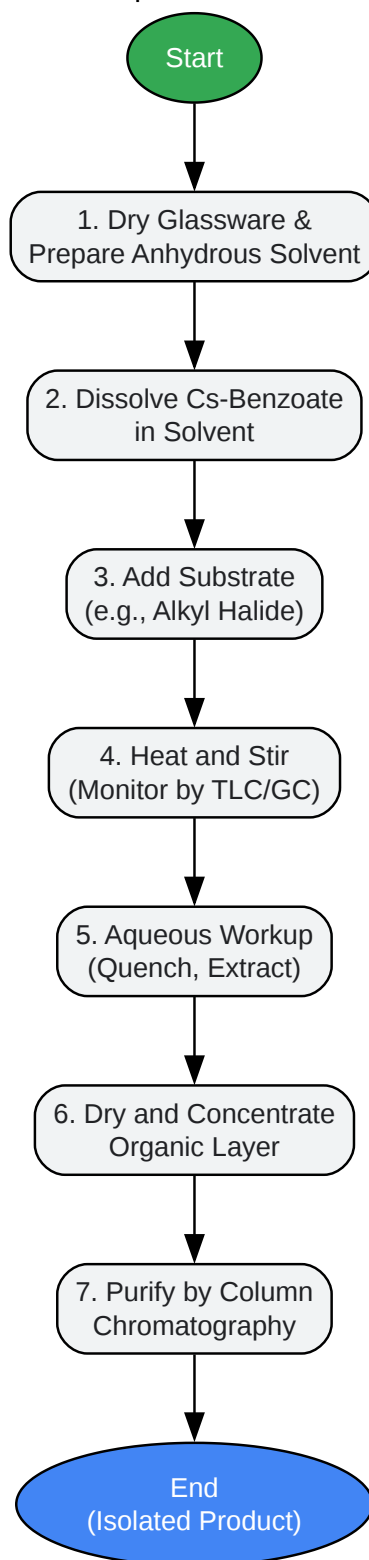 Start
1. Dry Glassware &
Prepare Anhydrous Solvent
2. Dissolve Cs-Benzoate
in Solvent
3. Add Substrate
(e.g., Alkyl Halide)
4. Heat and Stir
(Monitor by TLC/GC)
5. Aqueous Workup
(Quench, Extract)
6. Dry and Concentrate
Organic Layer
7. Purify by Column
Chromatography
End
(Isolated Product)